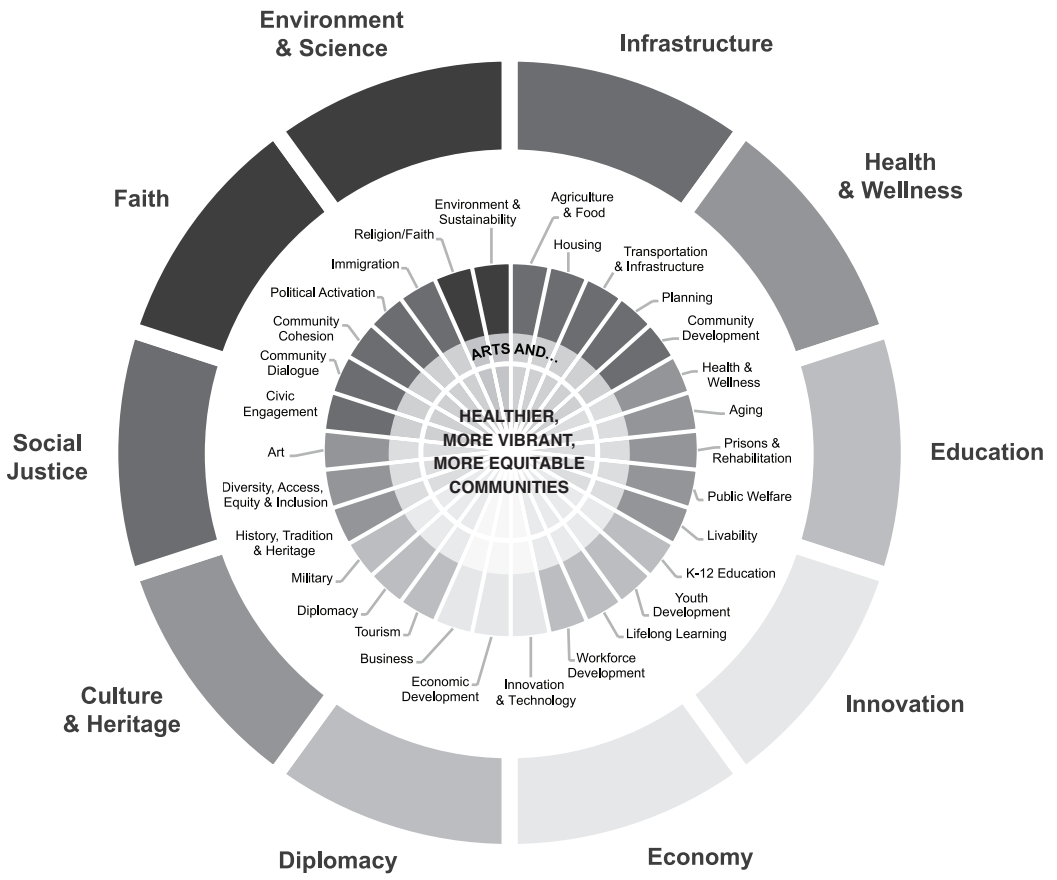 Environment
& Science
Infrastructure
Health
& Wellness
Education
Innovation
Economy
Diplomacy
Culture
& Heritage
Social
Justice
Faith
Environment &
Sustainability
Agriculture
& Food
Housing
Transportation
& Infrastructure
Planning
Community
Development
Health &
Wellness
Aging
Prisons &
Rehabilitation
Public Welfare
Livability
K-12 Education
Youth
Development
Lifelong Learning
Workforce
Development
Innovation
& Technology
Economic
Development
Business
Tourism
Diplomacy
Military
History, Tradition
& Heritage
Diversity, Access,
Equity & Inclusion
Art
Civic
Engagement
Community
Dialogue
Community
Cohesion
Political Activation
Immigration
Religion/Faith
ARTS AND...
HEALTHIER,
MORE VIBRANT,
MORE EQUITABLE
COMMUNITIES